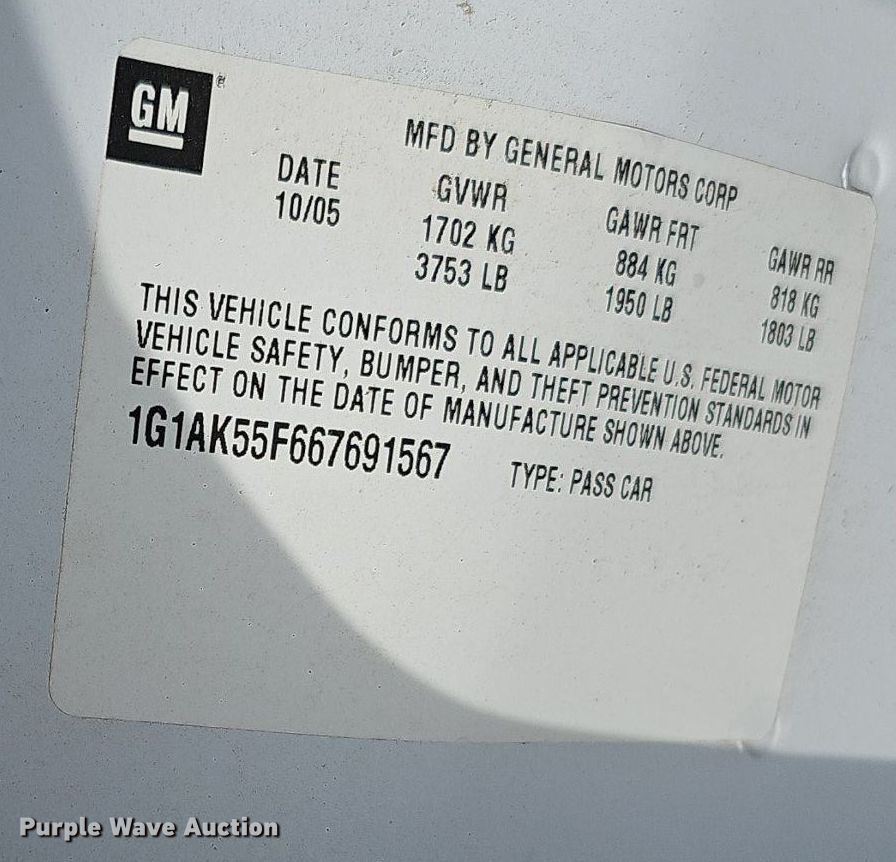 GM®
MFD BY GENERAL MOTORS CORP
DATE GVWR GAWR FRT GAWR RR
10/05 1702 KG 884 KG 818 KG
3753 LB 1950 LB 1803 LB
THIS VEHICLE CONFORMS TO ALL APPLICABLE U.S. FEDERAL MOTOR
VEHICLE SAFETY, BUMPER, AND THEFT PREVENTION STANDARDS IN
EFFECT ON THE DATE OF MANUFACTURE SHOWN ABOVE.
1G1AK55F667691567 TYPE: PASS CAR
Purple Wave Auction